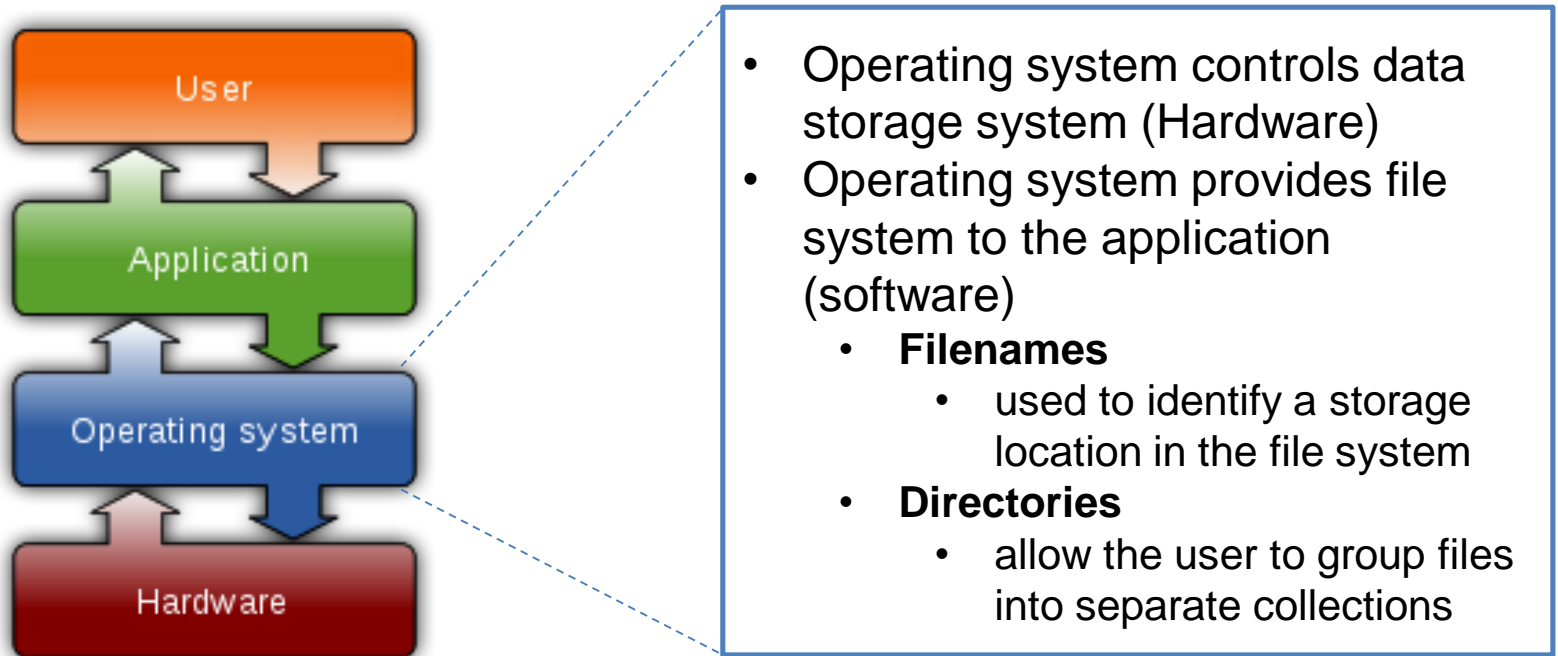 User
Application
Operating system
Hardware
• Operating system controls data
storage system (Hardware)
• Operating system provides file
system to the application
(software)
• Filenames
• used to identify a storage
location in the file system
• Directories
• allow the user to group files
into separate collections